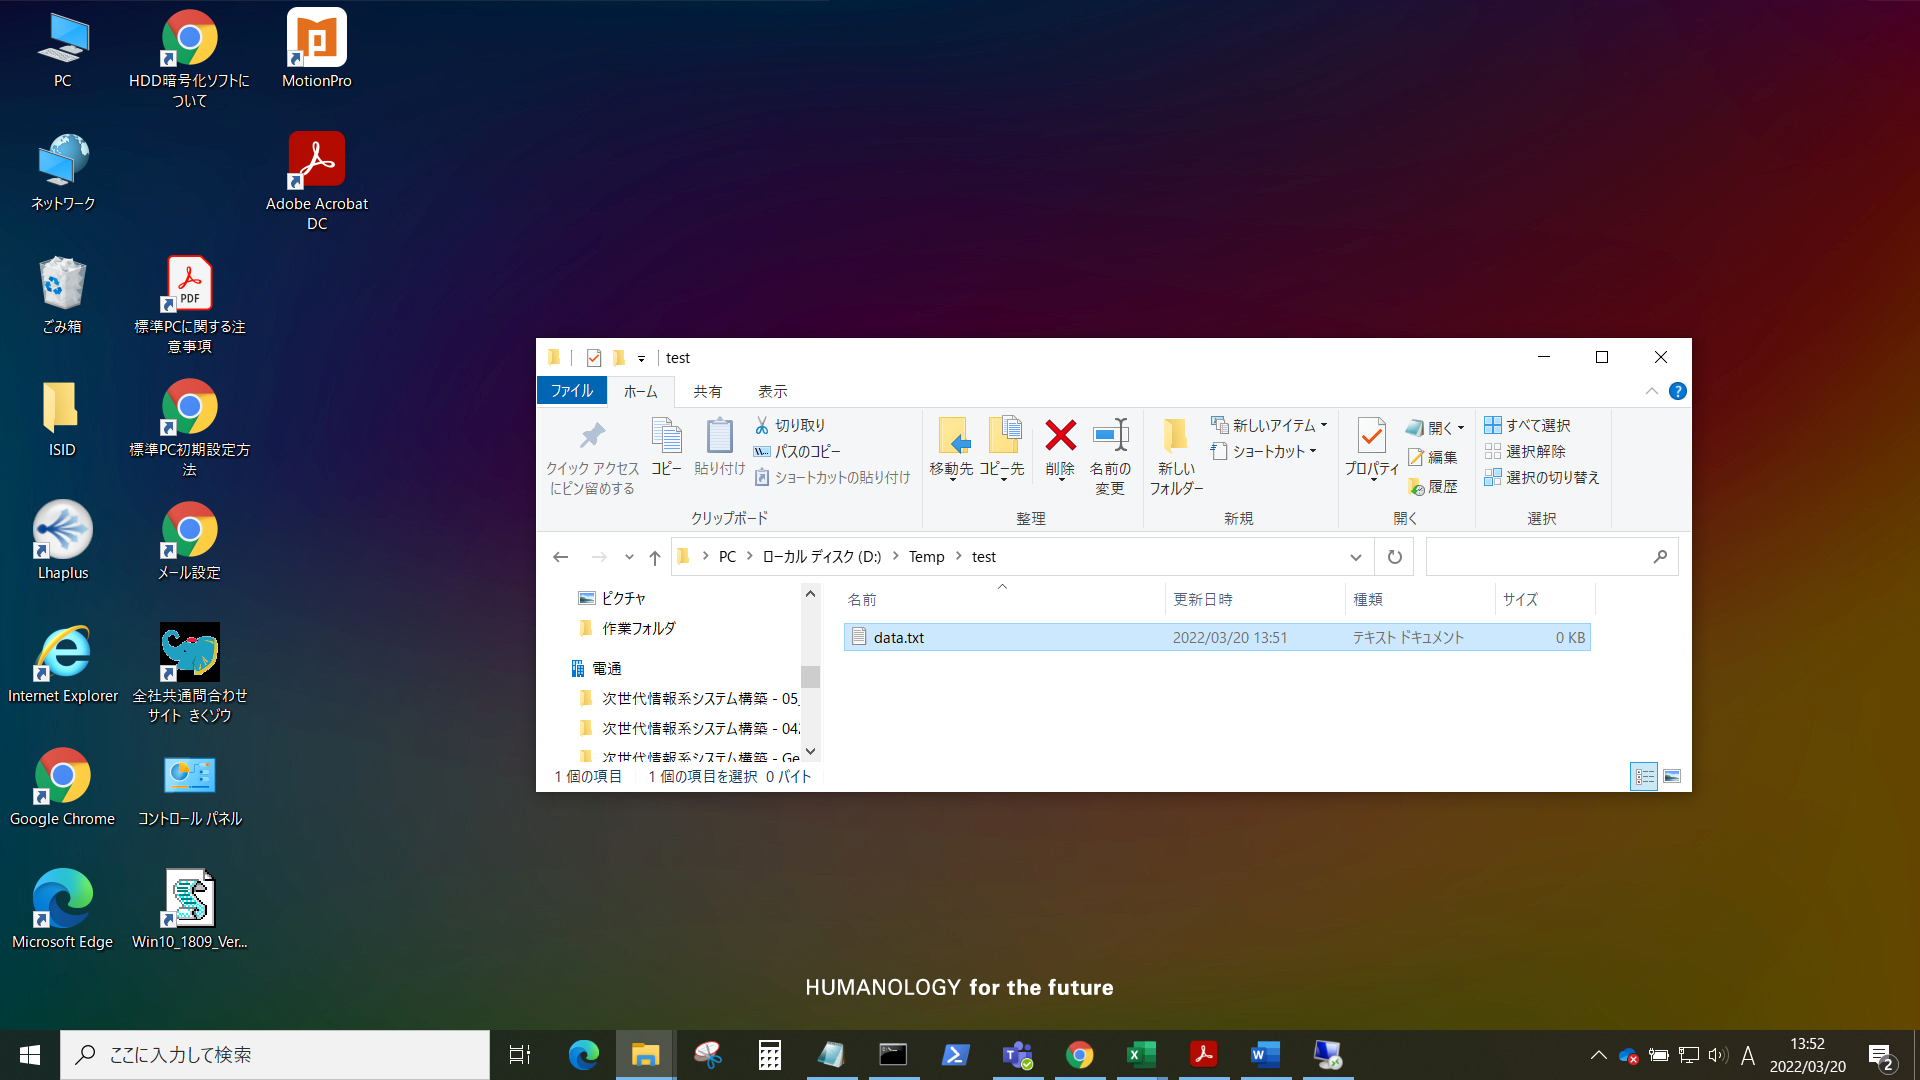 PC
HDD暗号化ソフトに
ついて
MotionPro
ネットワーク
Adobe Acrobat
DC
ごみ箱
PDF
標準PCに関する注
意事項
ISID
標準PC初期設定方
法
Lhaplus
メール設定
Internet Explorer
全社共通問合わせ
サイト きくゾウ
Google Chrome
コントロール パネル
Microsoft Edge
Win10_1809_Ver...
test
ファイル
ホーム
共有
表示
クイック アクセス
にピン留めする
コピー
貼り付け
切り取り
パスのコピー
ショートカットの貼り付け
クリップボード
移動先
コピー先
削除
名前の
変更
整理
新しい
フォルダー
新しいアイテム
ショートカット
新規
プロパティ
開く
編集
履歴
開く
すべて選択
選択解除
選択の切り替え
選択
PC
ローカル ディスク (D:)
Temp
test
ピクチャ
作業フォルダ
電通
次世代情報系システム構築 - 05_
次世代情報系システム構築 - 042
次世代情報系システム構築 - Ge
名前
更新日時
種類
サイズ
data.txt
2022/03/20 13:51
テキスト ドキュメント
0 KB
1 個の項目
1 個の項目を選択 0 バイト
HUMANOLOGY for the future
ここに入力して検索
A
13:52
2022/03/20
2